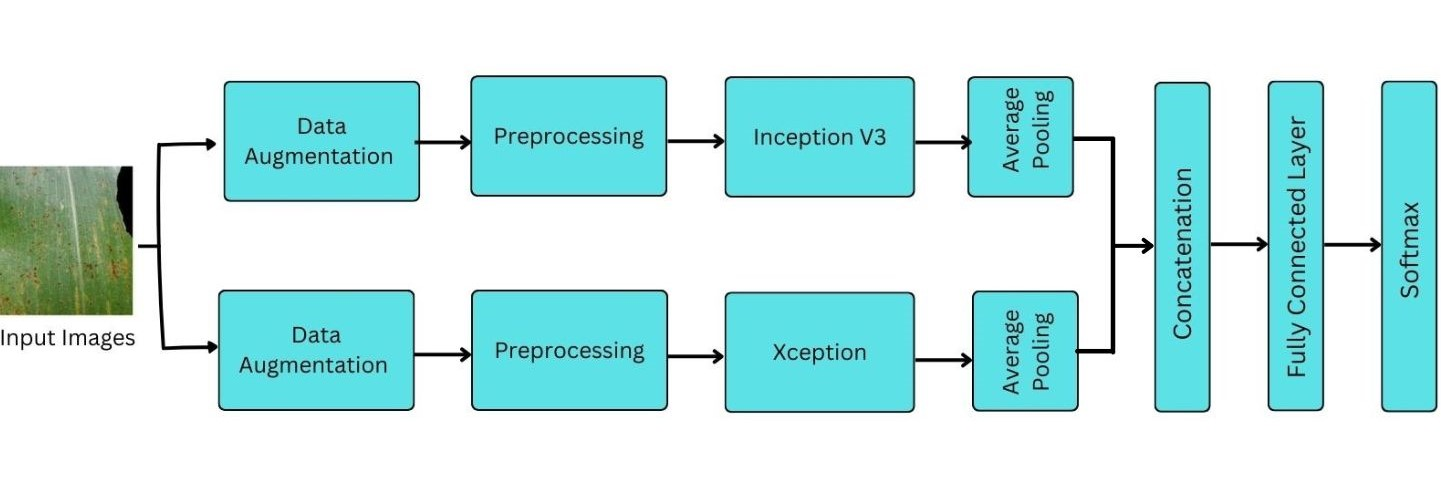 Data
Augmentation
Preprocessing
Inception V3
Average
Pooling
Input Images
Data
Augmentation
Preprocessing
Xception
Average
Pooling
Concatenation
Fully Connected Layer
Softmax